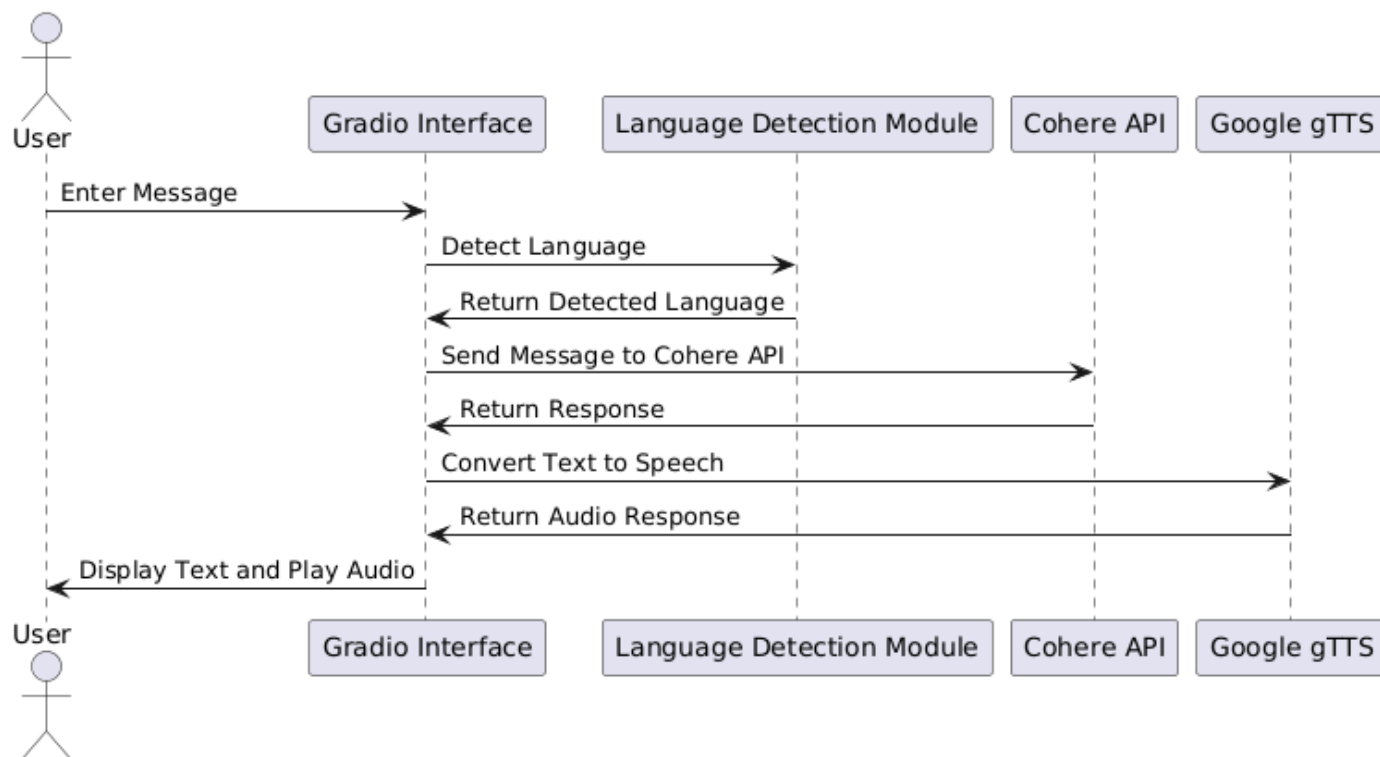 User
Gradio Interface
Language Detection Module
Cohere API
Google gTTS
Enter Message
Detect Language
Return Detected Language
Send Message to Cohere API
Return Response
Convert Text to Speech
Return Audio Response
Display Text and Play Audio
User
Gradio Interface
Language Detection Module
Cohere API
Google gTTS